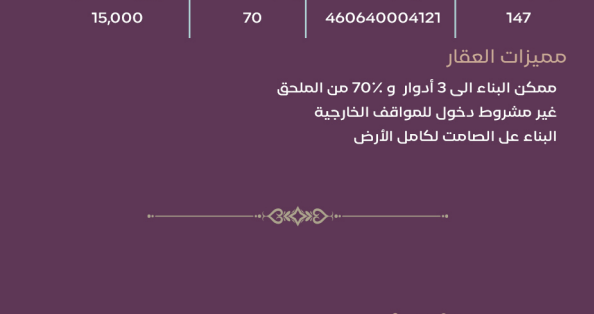 147 460640004121 70 15,000
مميزات العقار
ممكن البناء الى 3 أدوار و 70٪ من الملحق
غير مشروط دخول للمواقف الخارجية
البناء عل الصامت لكامل الأرض